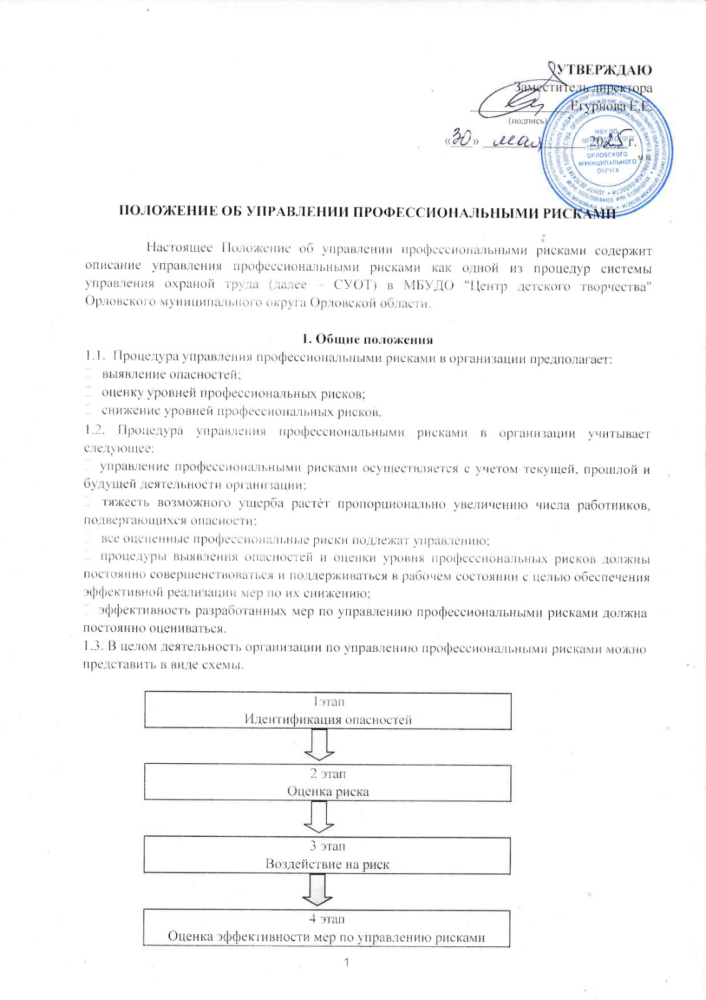 УТВЕРЖДАЮ
Заместитель директора
Егурнова Е.Е.
(подпись)
«30» мая 2025 г.
М.П.
МБУ ДО
ЦЕНТР ДЕТСКОГО
ТВОРЧЕСТВА
ОРЛОВСКОГО
МУНИЦИПАЛЬНОГО
ОКРУГА
ПОЛОЖЕНИЕ ОБ УПРАВЛЕНИИ ПРОФЕССИОНАЛЬНЫМИ РИСКАМИ
Настоящее Положение об управлении профессиональными рисками содержит
описание управления профессиональными рисками как одной из процедур системы
управления охраной труда (далее – СУОТ) в МБУДО "Центр детского творчества"
Орловского муниципального округа Орловской области.
1. Общие положения
1.1. Процедура управления профессиональными рисками в организации предполагает:
выявление опасностей;
оценку уровней профессиональных рисков;
снижение уровней профессиональных рисков.
1.2. Процедура управления профессиональными рисками в организации учитывает
следующее:
управление профессиональными рисками осуществляется с учетом текущей, прошлой и
будущей деятельности организации;
тяжесть возможного ущерба растёт пропорционально увеличению числа работников,
подвергающихся опасности;
все оцененные профессиональные риски подлежат управлению;
процедуры выявления опасностей и оценки уровня профессиональных рисков должны
постоянно совершенствоваться и поддерживаться в рабочем состоянии с целью обеспечения
эффективной реализации мер по их снижению;
эффективность разработанных мер по управлению профессиональными рисками должна
постоянно оцениваться.
1.3. В целом деятельность организации по управлению профессиональными рисками можно
представить в виде схемы.
1этап
Идентификация опасностей
2 этап
Оценка риска
3 этап
Воздействие на риск
4 этап
Оценка эффективности мер по управлению рисками
1